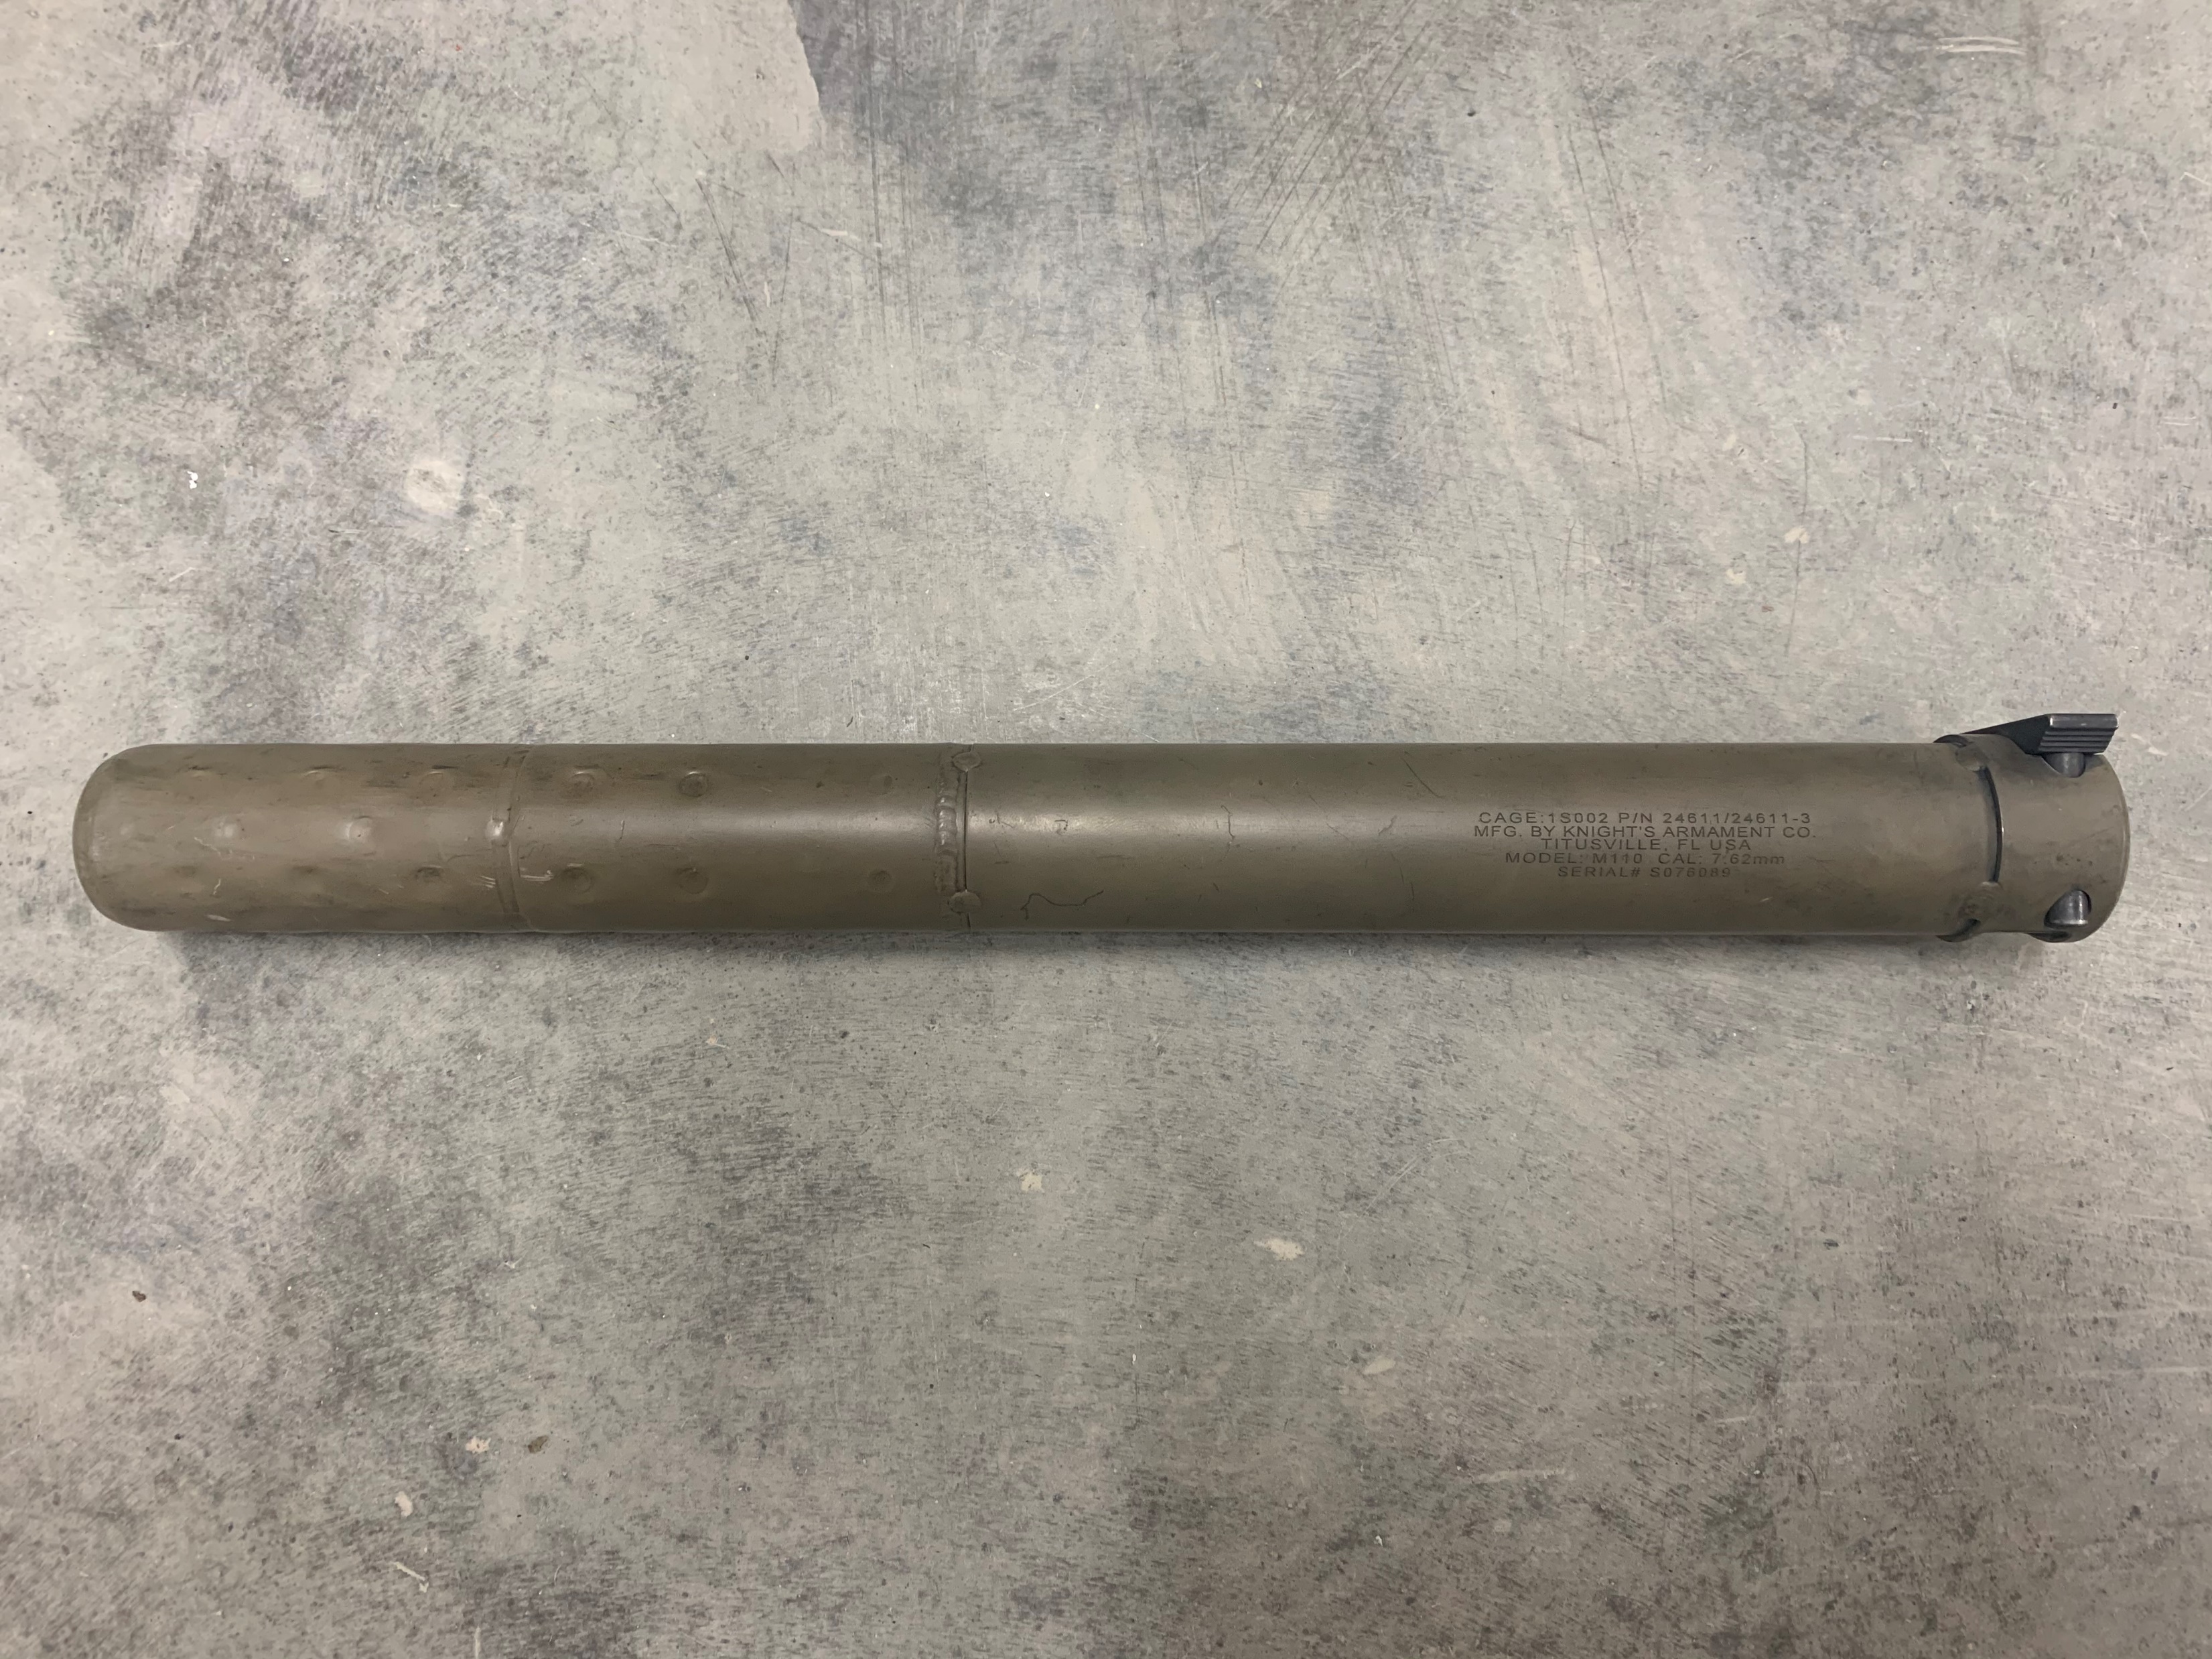 CAGE:1S002 P/N 24611/24611-3
MFG. BY KNIGHT'S ARMAMENT CO.
TITUSVILLE, FL USA
MODEL: M110 CAL: 7.62mm
SERIAL# S076089